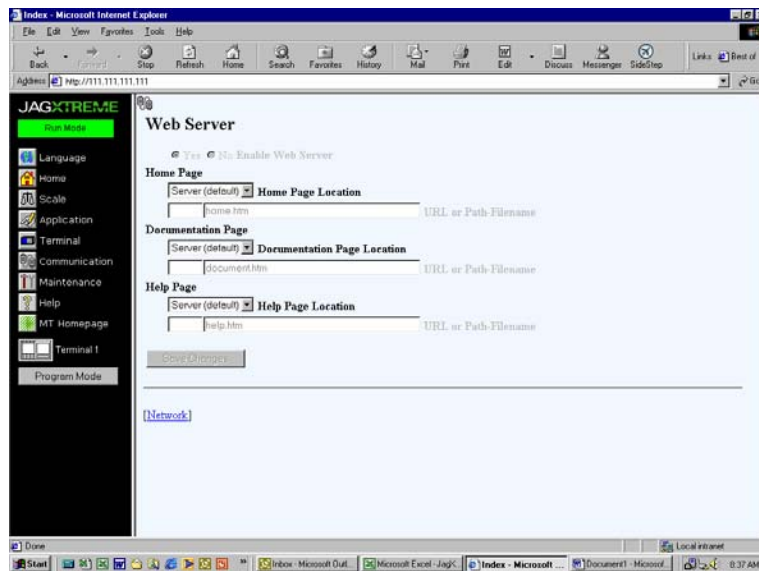 Index - Microsoft Internet Explorer
File Edit View Favorites Tools Help
Back Forward Stop Refresh Home Search Favorites History Mail Print Edit Discuss Messenger SideStep Links Best of
Address http://111.111.111.111 Go
JAGXTREME
Run Mode
Language
Home
Scale
Application
Terminal
Communication
Maintenance
Help
MT Homepage
Terminal 1
Program Mode
Web Server
Yes No Enable Web Server
Home Page
Server (default) Home Page Location
home.htm URL or Path-Filename
Documentation Page
Server (default) Documentation Page Location
document.htm URL or Path-Filename
Help Page
Server (default) Help Page Location
help.htm URL or Path-Filename
Save Changes
[Network]
Done Local intranet
Start Inbox - Microsoft Outl... Microsoft Excel - JagX... Index - Microsoft ... Document1 - Microsof... 8:37 AM